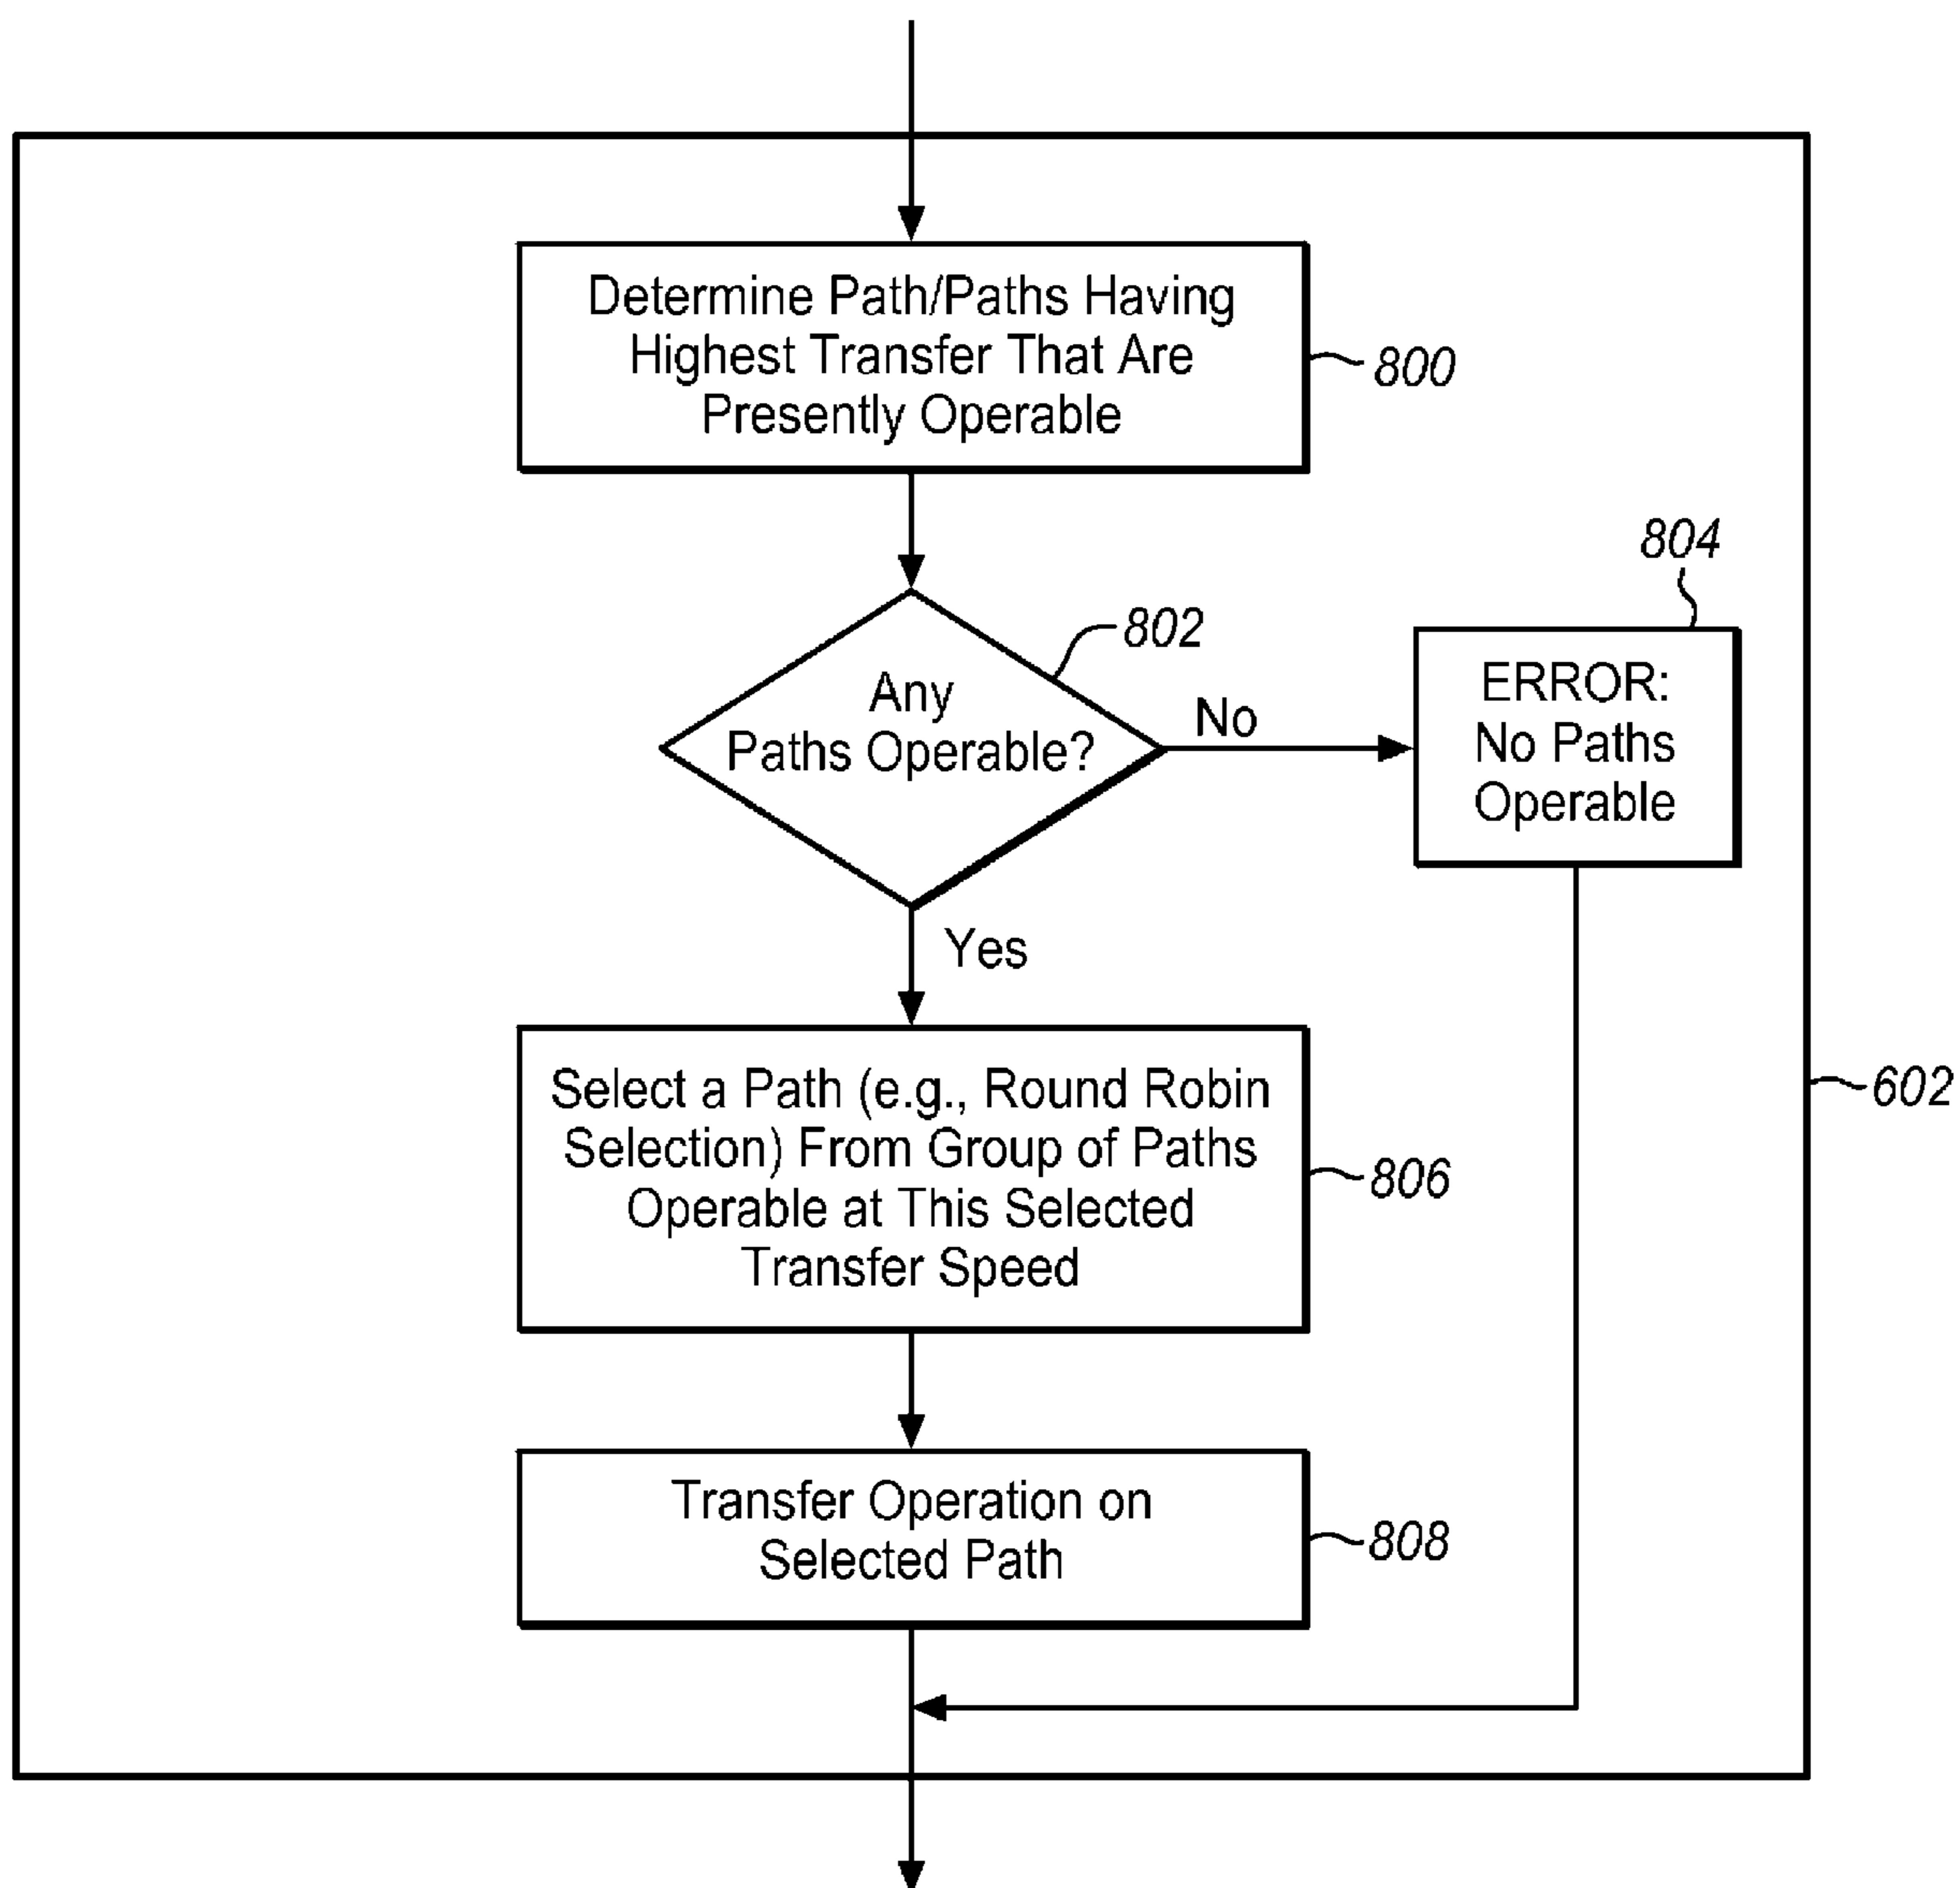 Determine Path/Paths Having
Highest Transfer That Are
Presently Operable
800
804
802
Any
Paths Operable?
No
ERROR:
No Paths
Operable
Yes
Select a Path (e.g., Round Robin
Selection) From Group of Paths
Operable at This Selected
Transfer Speed
806
602
Transfer Operation on
Selected Path
808